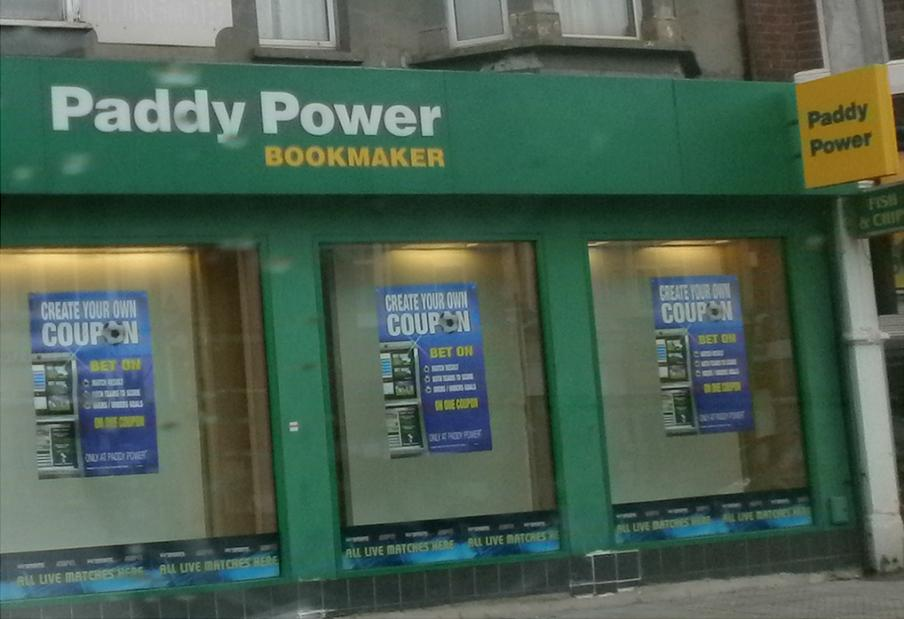 Paddy Power
BOOKMAKER
Paddy
Power
FISH
& CHIPS
CREATE YOUR OWN
COUPON
BET ON
MATCH RESULT
BOTH TEAMS TO SCORE
OVERS / UNDERS GOALS
ON ONE COUPON
ONLY AT PADDY POWER
CREATE YOUR OWN
COUPON
BET ON
MATCH RESULT
BOTH TEAMS TO SCORE
OVERS / UNDERS GOALS
ON ONE COUPON
ONLY AT PADDY POWER
CREATE YOUR OWN
COUPON
BET ON
MATCH RESULT
BOTH TEAMS TO SCORE
OVERS / UNDERS GOALS
ON ONE COUPON
ONLY AT PADDY POWER
ALL LIVE MATCHES HERE ALL LIVE MATCHES HERE
ALL LIVE MATCHES HERE ALL LIVE MATCHES HERE
ALL LIVE MATCHES HERE ALL LIVE MATCHES HERE